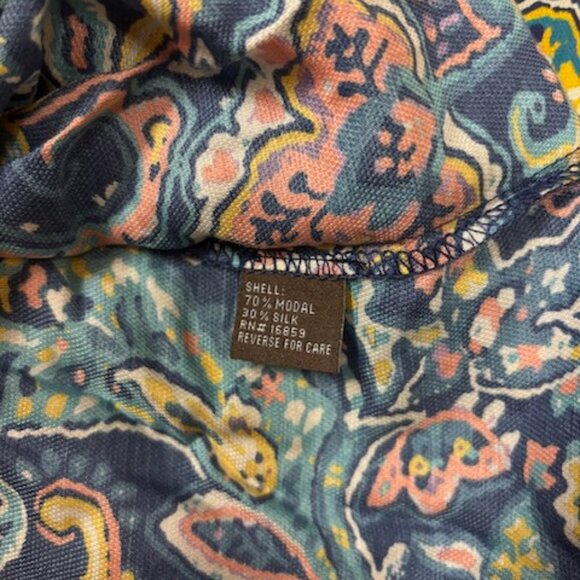 SHELL:
70% MODAL
30% SILK
RN# 16859
REVERSE FOR CARE